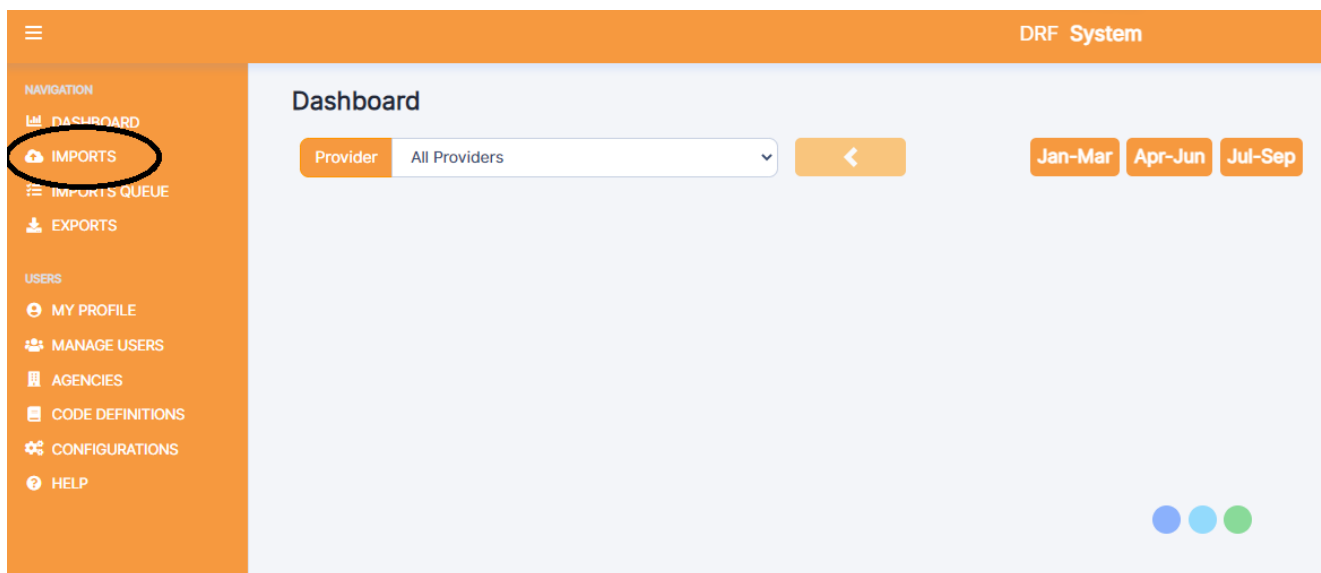 DRF System
NAVIGATION
DASHBOARD
IMPORTS
IMPORTS QUEUE
EXPORTS
USERS
MY PROFILE
MANAGE USERS
AGENCIES
CODE DEFINITIONS
CONFIGURATIONS
HELP
Dashboard
Provider All Providers
Jan-Mar Apr-Jun Jul-Sep